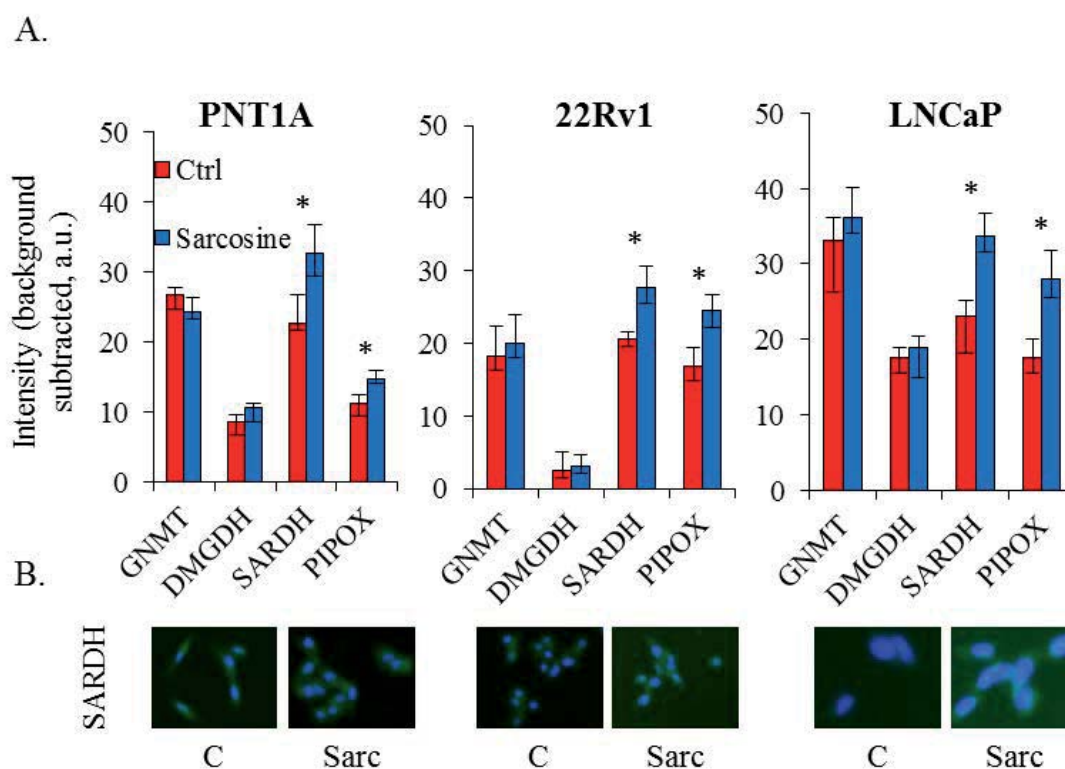 A.
PNT1A
22Rv1
LNCaP
Intensity (background
subtracted, a.u.)
50
40
30
20
10
0
Ctrl
Sarcosine
*
*
GNMT
DMGDH
SARDH
PIPOX
50
40
30
20
10
0
*
*
GNMT
DMGDH
SARDH
PIPOX
50
40
30
20
10
0
*
*
GNMT
DMGDH
SARDH
PIPOX
B.
SARDH
C
Sarc
C
Sarc
C
Sarc